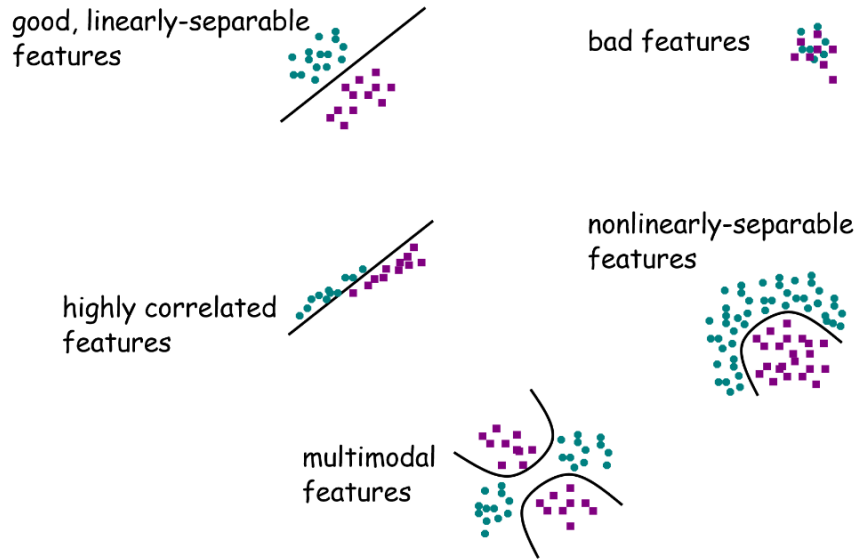 good, linearly-separable
features
bad features
nonlinearly-separable
features
highly correlated
features
multimodal
features